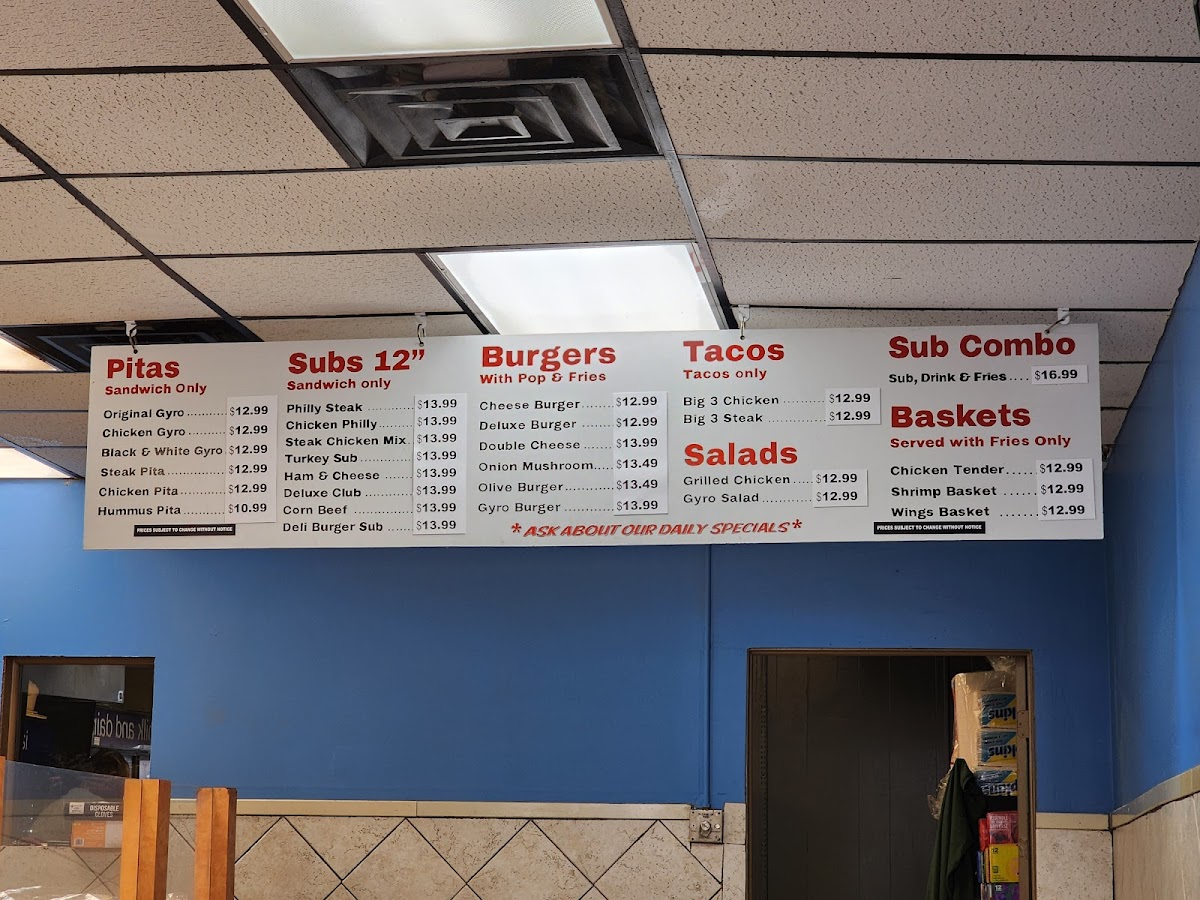 Pitas
Sandwich Only
Original Gyro ........... $12.99
Chicken Gyro ........... $12.99
Black & White Gyro $12.99
Steak Pita ............... $12.99
Chicken Pita ............ $12.99
Hummus Pita ........... $10.99
PRICES SUBJECT TO CHANGE WITHOUT NOTICE
Subs 12"
Sandwich only
Philly Steak ........... $13.99
Chicken Philly ......... $13.99
Steak Chicken Mix.. $13.99
Turkey Sub ............. $13.99
Ham & Cheese ...... $13.99
Deluxe Club ........... $13.99
Corn Beef .............. $13.99
Deli Burger Sub ...... $13.99
Burgers
With Pop & Fries
Cheese Burger ........ $12.99
Deluxe Burger ......... $12.99
Double Cheese ....... $13.99
Onion Mushroom..... $13.49
Olive Burger ............ $13.49
Gyro Burger ............. $13.99
*ASK ABOUT OUR DAILY SPECIALS*
Tacos
Tacos only
Big 3 Chicken .......... $12.99
Big 3 Steak ............. $12.99
Salads
Grilled Chicken ..... $12.99
Gyro Salad ............ $12.99
Sub Combo
Sub, Drink & Fries .... $16.99
Baskets
Served with Fries Only
Chicken Tender...... $12.99
Shrimp Basket ...... $12.99
Wings Basket ....... $12.99
PRICES SUBJECT TO CHANGE WITHOUT NOTICE
DISPOSABLE
GLOVES